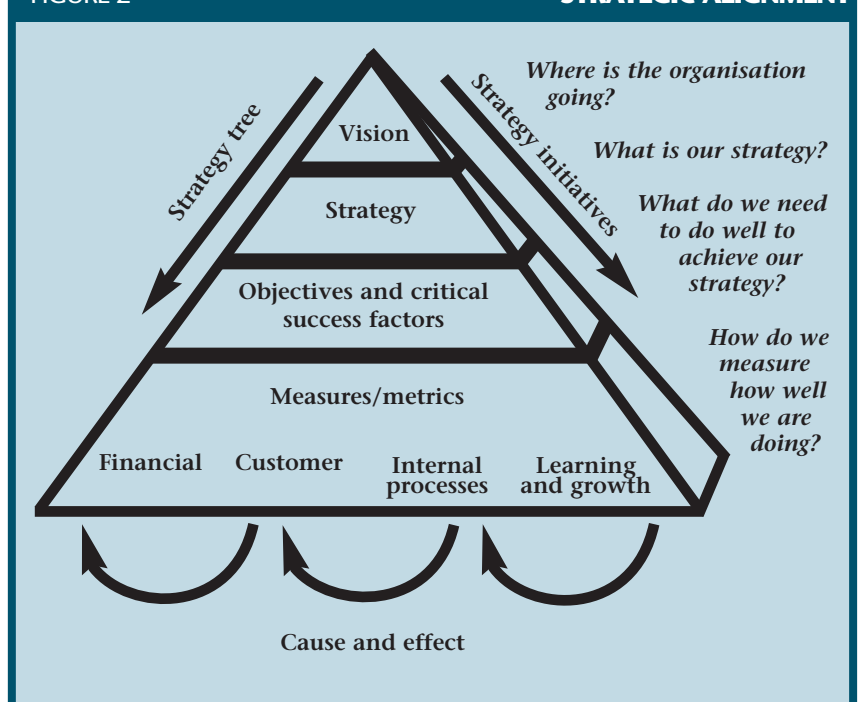 FIGURE 2
STRATEGIC ALIGNMENT
Strategy tree
Strategy initiatives
Where is the organisation
going?
What is our strategy?
What do we need
to do well to
achieve our
strategy?
How do we
measure
how well
we are
doing?
Vision
Strategy
Objectives and critical
success factors
Measures/metrics
Financial
Customer
Internal
processes
Learning
and growth
Cause and effect